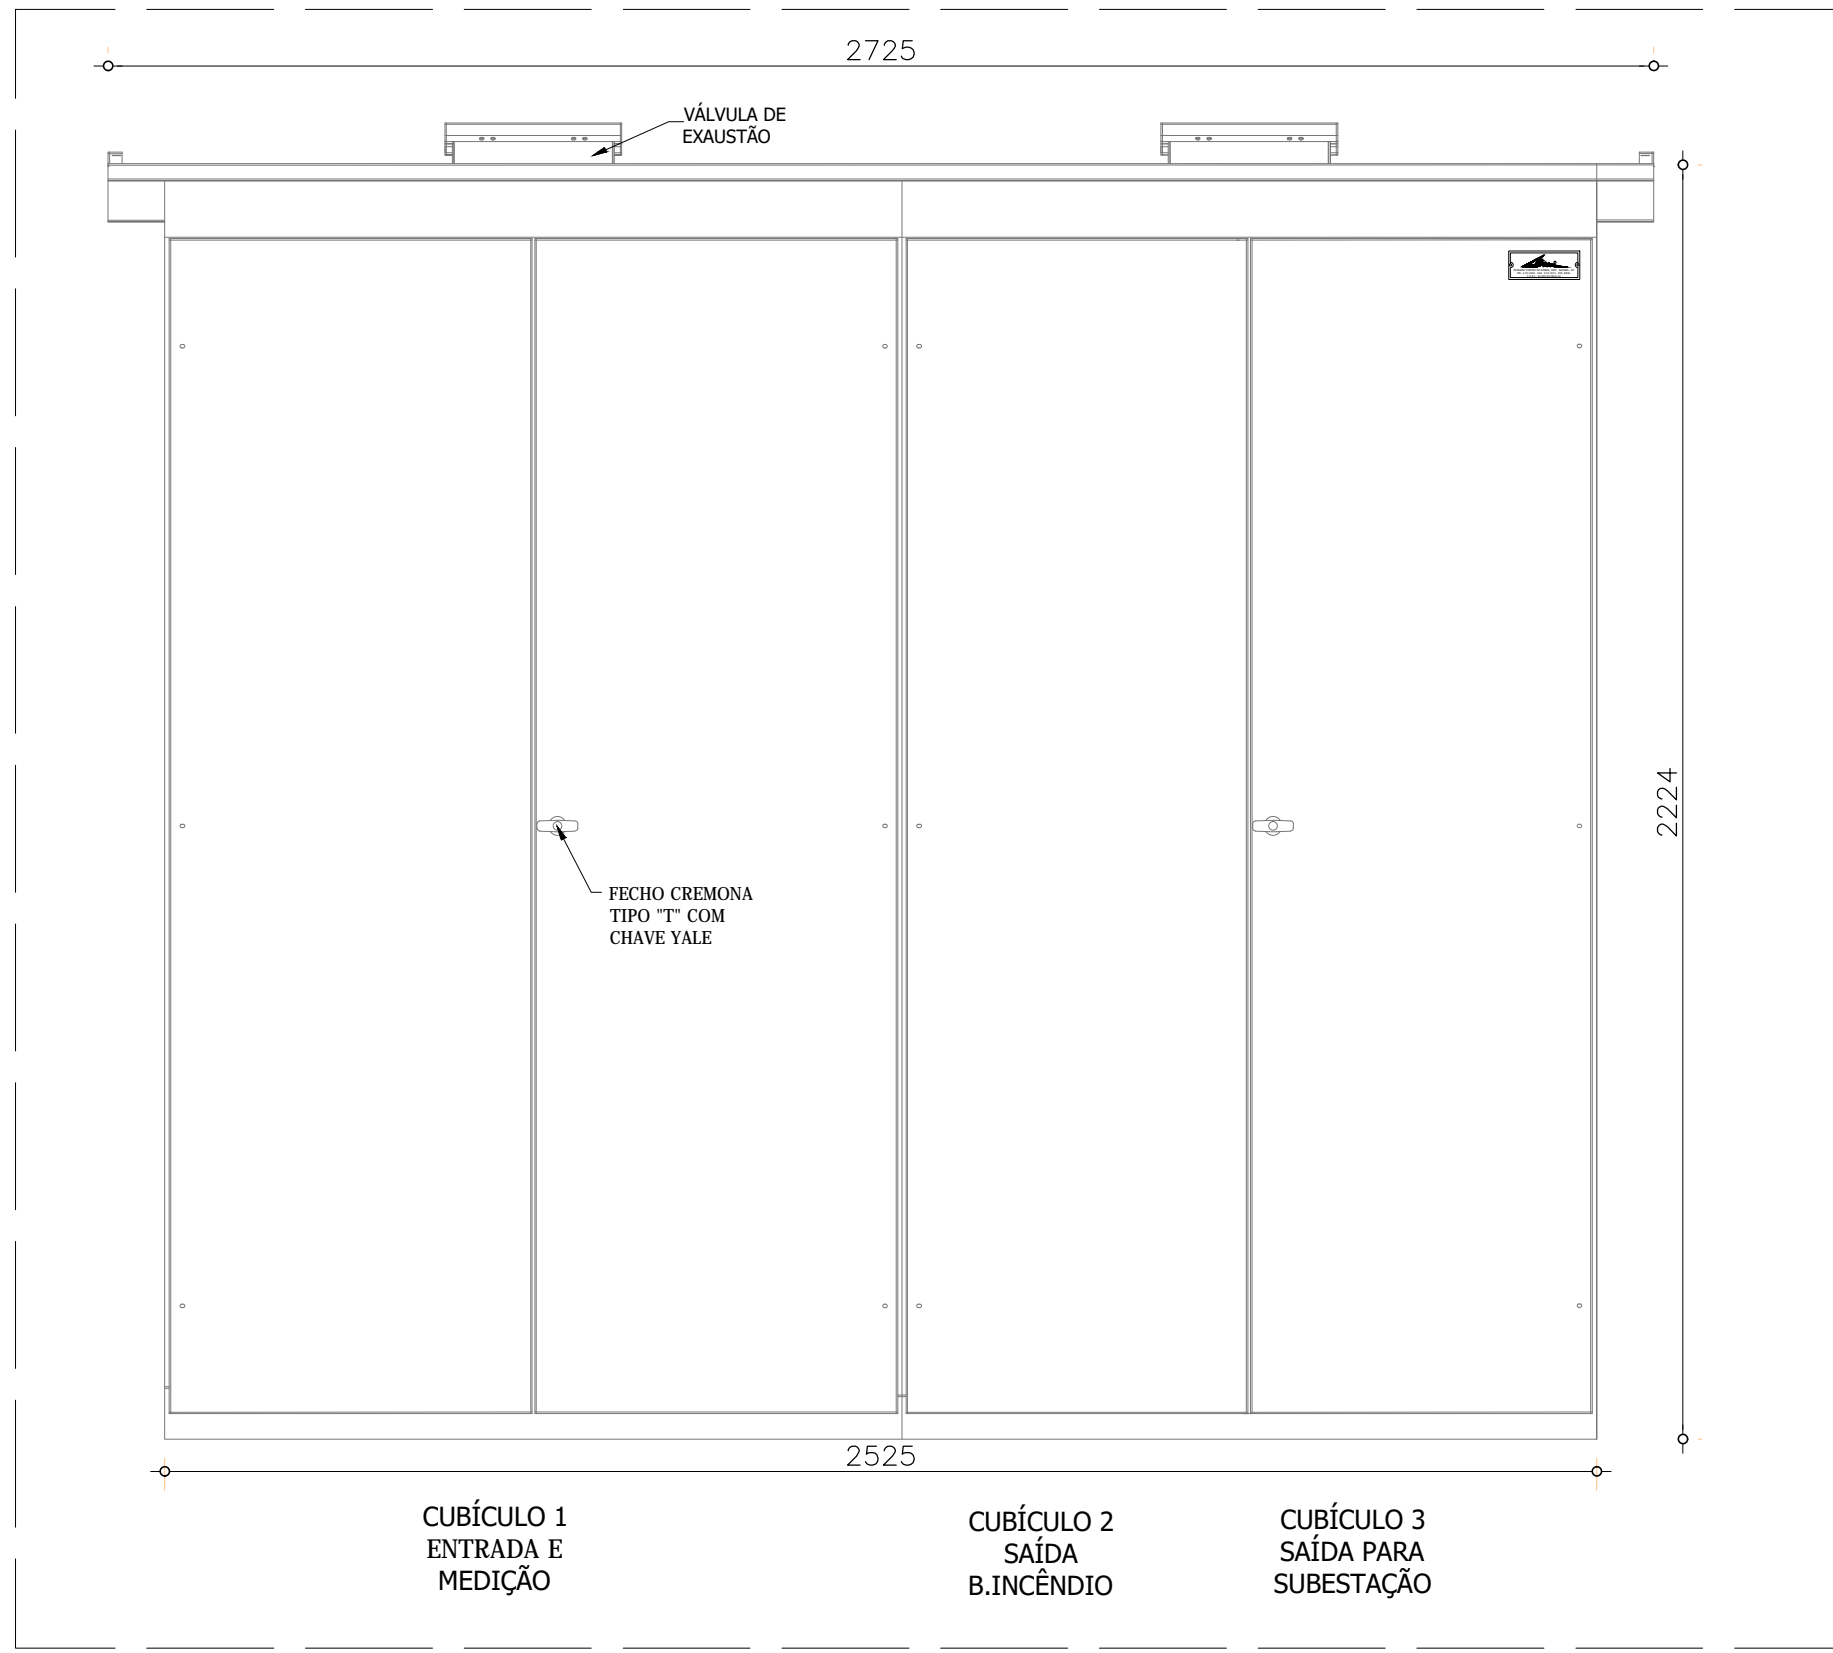 2725
VÁLVULA DE
EXAUSTÃO
2224
FECHO CREMONA
TIPO "T" COM
CHAVE YALE
2525
CUBÍCULO 1
ENTRADA E
MEDIÇÃO
CUBÍCULO 2
SAÍDA
B.INCÊNDIO
CUBÍCULO 3
SAÍDA PARA
SUBESTAÇÃO